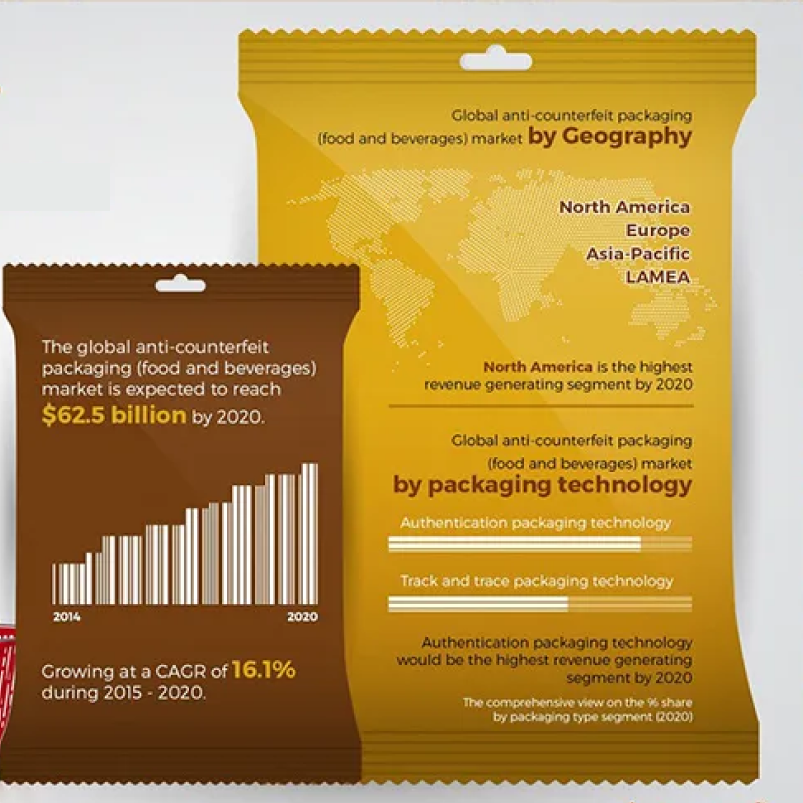 The global anti-counterfeit
packaging (food and beverages)
market is expected to reach
$62.5 billion by 2020.
2014 2020
Growing at a CAGR of 16.1%
during 2015 - 2020.
Global anti-counterfeit packaging
(food and beverages) market by Geography
North America
Europe
Asia-Pacific
LAMEA
North America is the highest
revenue generating segment by 2020
Global anti-counterfeit packaging
(food and beverages) market
by packaging technology
Authentication packaging technology
Track and trace packaging technology
Authentication packaging technology
would be the highest revenue generating
segment by 2020
The comprehensive view on the % share
by packaging type segment (2020)